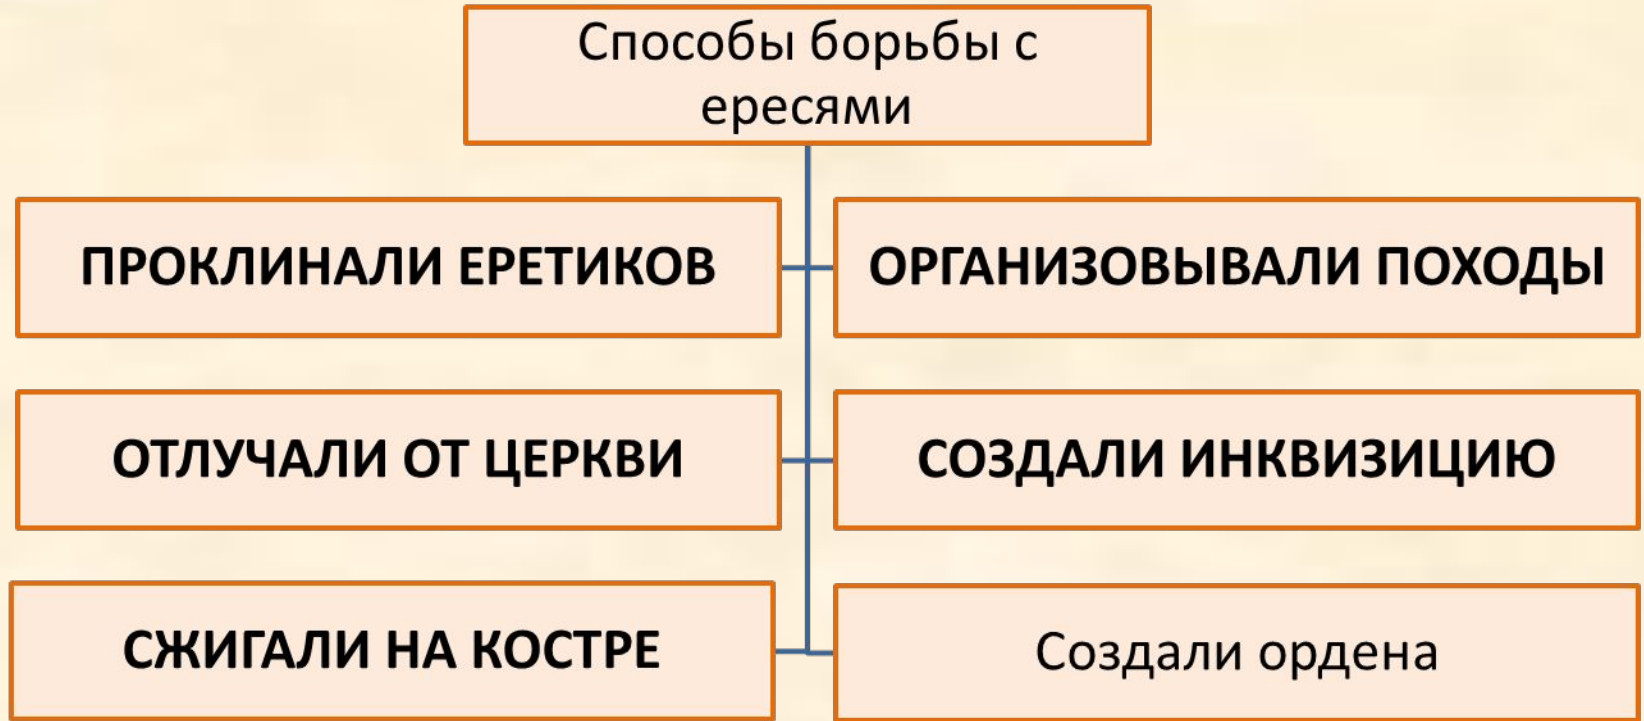 Способы борьбы с
ересями
ПРОКЛИНАЛИ ЕРЕТИКОВ
ОРГАНИЗОВЫВАЛИ ПОХОДЫ
ОТЛУЧАЛИ ОТ ЦЕРКВИ
СОЗДАЛИ ИНКВИЗИЦИЮ
СЖИГАЛИ НА КОСТРЕ
Создали ордена